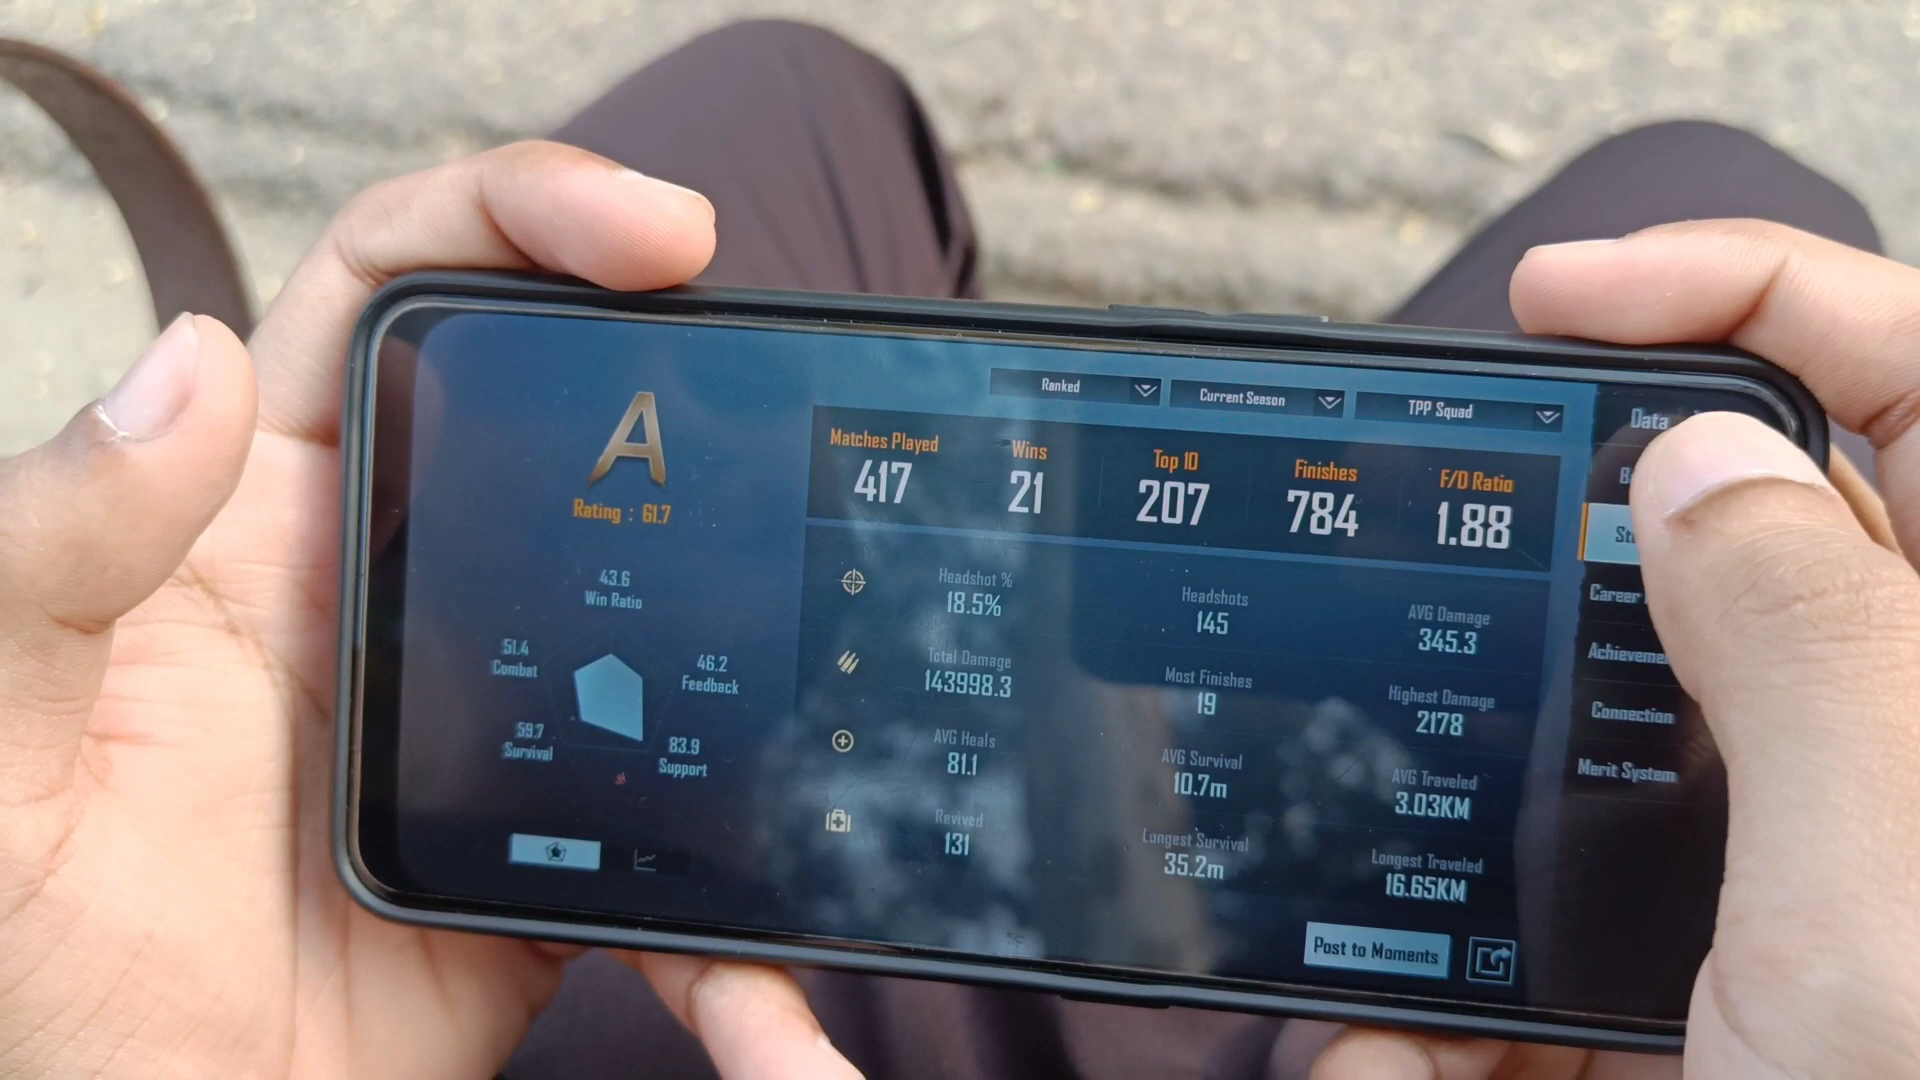 Ranked
Current Season
TPP Squad
A
Rating : 61.7
43.6
Win Ratio
51.4
Combat
46.2
Feedback
59.7
Survival
83.9
Support
Matches Played
417
Wins
21
Top 10
207
Finishes
784
F/D Ratio
1.88
Headshot %
18.5%
Headshots
145
AVG Damage
345.3
Total Damage
143998.3
Most Finishes
19
Highest Damage
2178
AVG Heals
81.1
AVG Survival
10.7m
AVG Traveled
3.03KM
Revived
131
Longest Survival
35.2m
Longest Traveled
16.65KM
Post to Moments
Data
Career
Connection
Merit System